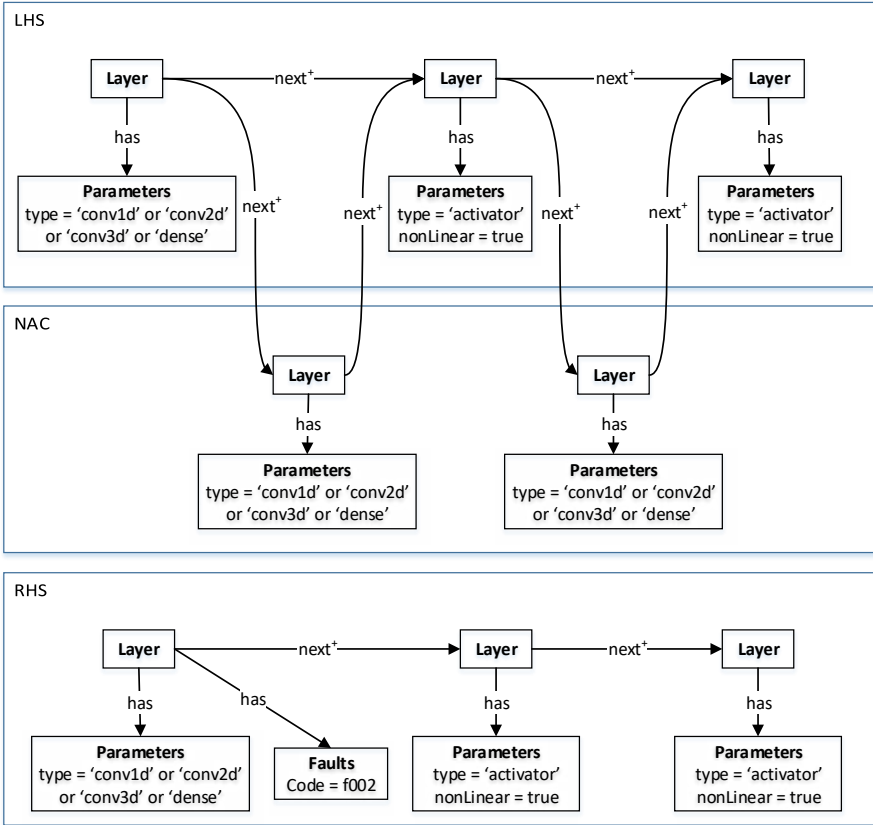 LHS
Layer
next⁺
Layer
next⁺
Layer
has
has
has
Parameters
type = ‘conv1d’ or ‘conv2d’
or ‘conv3d’ or ‘dense’
next⁺
next⁺
Parameters
type = ‘activator’
nonLinear = true
next⁺
next⁺
Parameters
type = ‘activator’
nonLinear = true
NAC
Layer
Layer
has
has
Parameters
type = ‘conv1d’ or ‘conv2d’
or ‘conv3d’ or ‘dense’
Parameters
type = ‘conv1d’ or ‘conv2d’
or ‘conv3d’ or ‘dense’
RHS
Layer
next⁺
Layer
next⁺
Layer
has
has
has
has
Parameters
type = ‘conv1d’ or ‘conv2d’
or ‘conv3d’ or ‘dense’
Faults
Code = f002
Parameters
type = ‘activator’
nonLinear = true
Parameters
type = ‘activator’
nonLinear = true